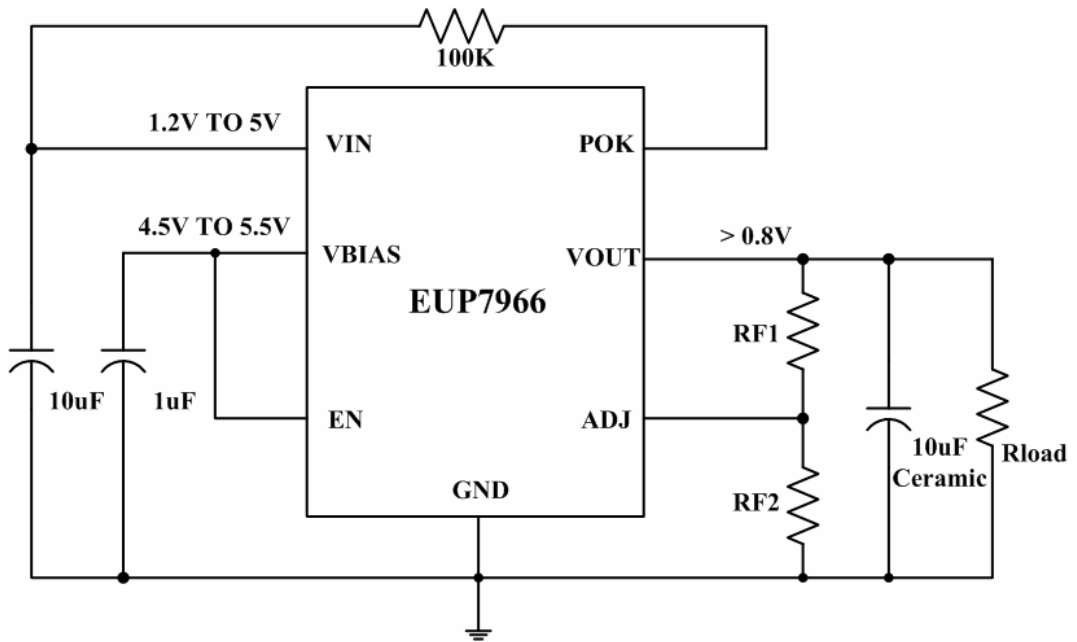 100K
1.2V TO 5V
VIN
POK
4.5V TO 5.5V
> 0.8V
VBIAS
VOUT
EUP7966
RF1
10uF
1uF
EN
ADJ
10uF
Ceramic
Rload
GND
RF2